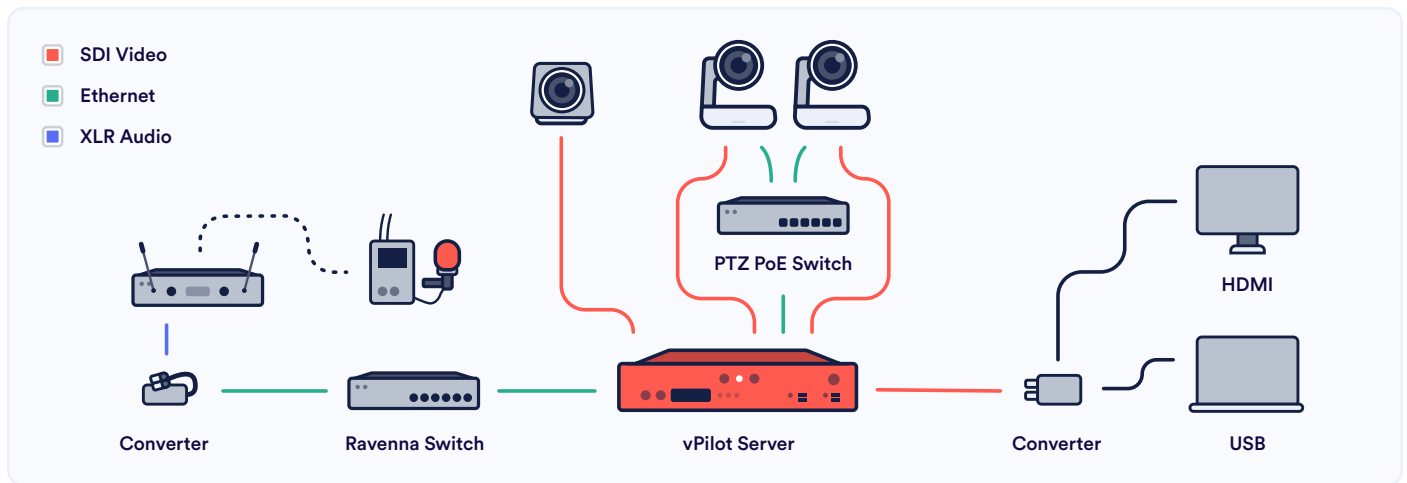 SDI Video
Ethernet
XLR Audio
PTZ PoE Switch
HDMI
Converter
Ravenna Switch
vPilot Server
Converter
USB